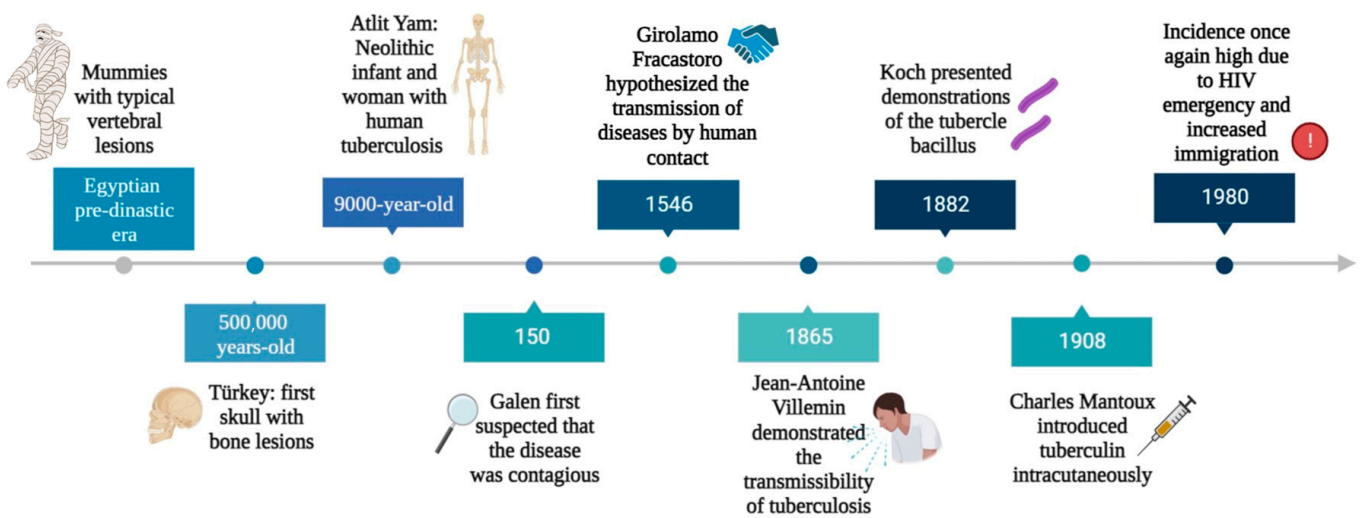 Mummies
with typical
vertebral
lesions
Egyptian
pre-dinastic
era
500,000
years-old
Türkey: first
skull with
bone lesions
Atlit Yam:
Neolithic
infant and
woman with
human
tuberculosis
9000-year-old
150
Galen first
suspected that
the disease
was contagious
Girolamo
Fracastoro
hypothesized the
transmission of
diseases by human
contact
1546
1865
Jean-Antoine
Villemin
demonstrated
the
transmissibility
of tuberculosis
Koch presented
demonstrations
of the tubercle
bacillus
1882
1908
Charles Mantoux
introduced
tuberculin
intracutaneously
Incidence once
again high due
to HIV
emergency and
increased
immigration
!
1980